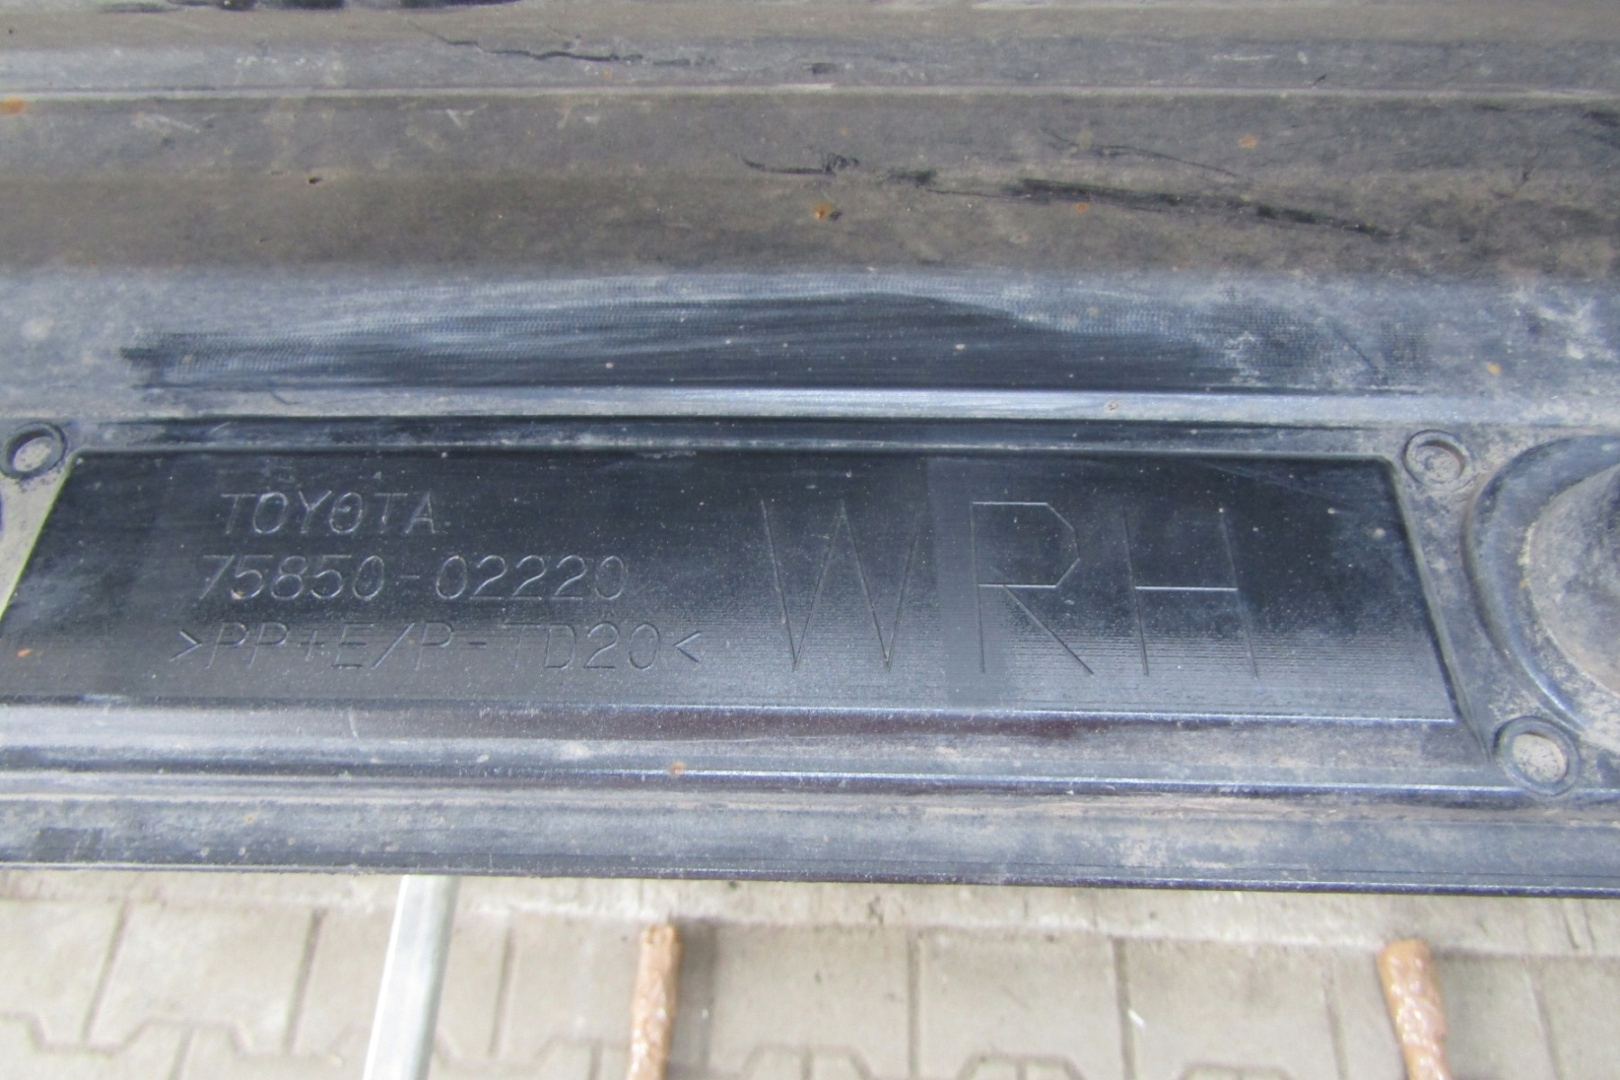 TOYOTA
75850-02220
>PP+E/P-TD20<
WRH